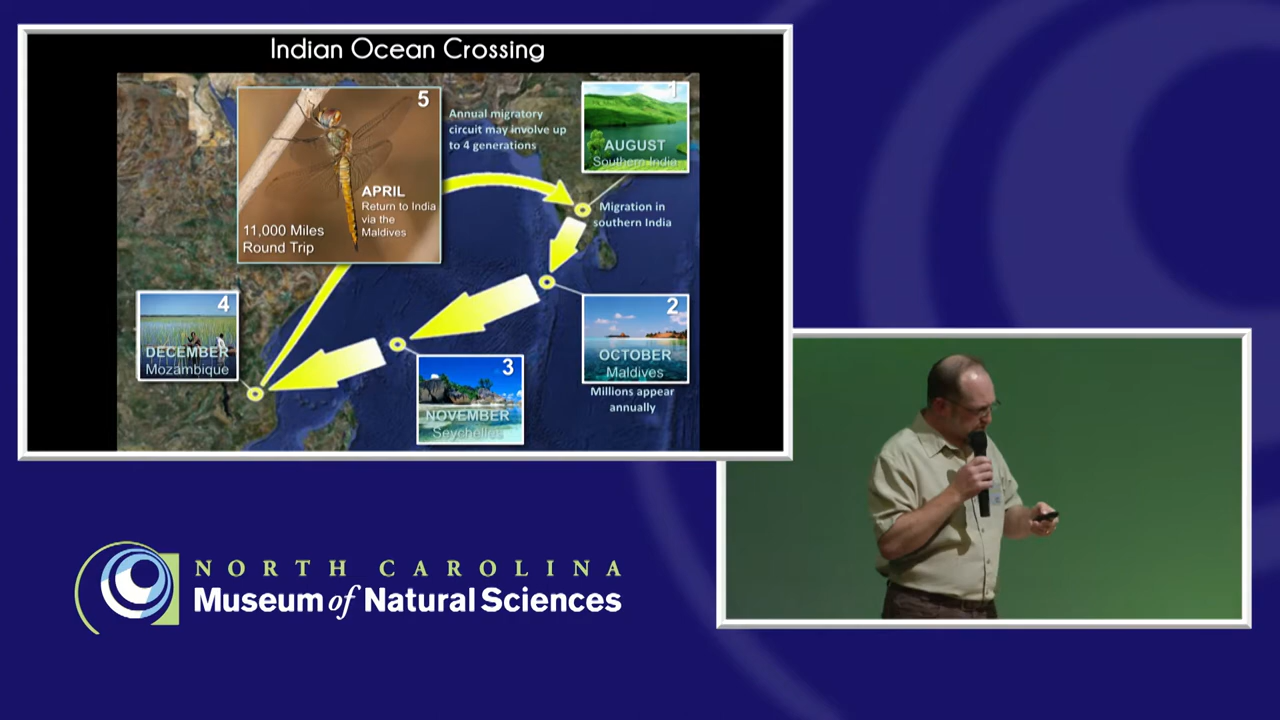 Indian Ocean Crossing
5
APRIL
Return to India
via the
Maldives
11,000 Miles
Round Trip
Annual migratory
circuit may involve up
to 4 generations
1
AUGUST
Southern India
Migration in
southern India
2
OCTOBER
Maldives
Millions appear
annually
3
NOVEMBER
Seychelles
4
DECEMBER
Mozambique
NORTH CAROLINA
Museum of Natural Sciences